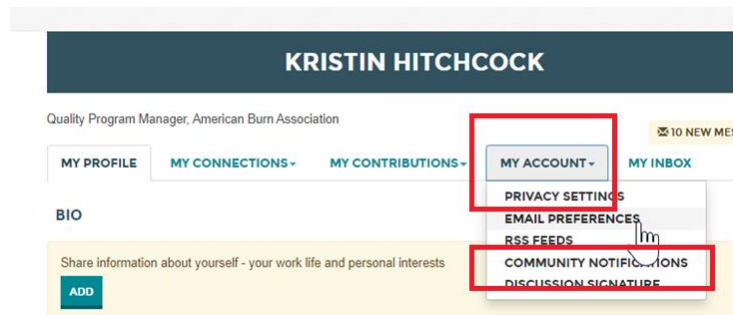 KRISTIN HITCHCOCK
Quality Program Manager, American Burn Association
10 NEW MES
MY PROFILE MY CONNECTIONS MY CONTRIBUTIONS MY ACCOUNT MY INBOX
PRIVACY SETTINGS
BIO
EMAIL PREFERENCES
RSS FEEDS
Share information about yourself - your work life and personal interests
COMMUNITY NOTIFICATIONS
ADD
DISCUSSION SIGNATURE